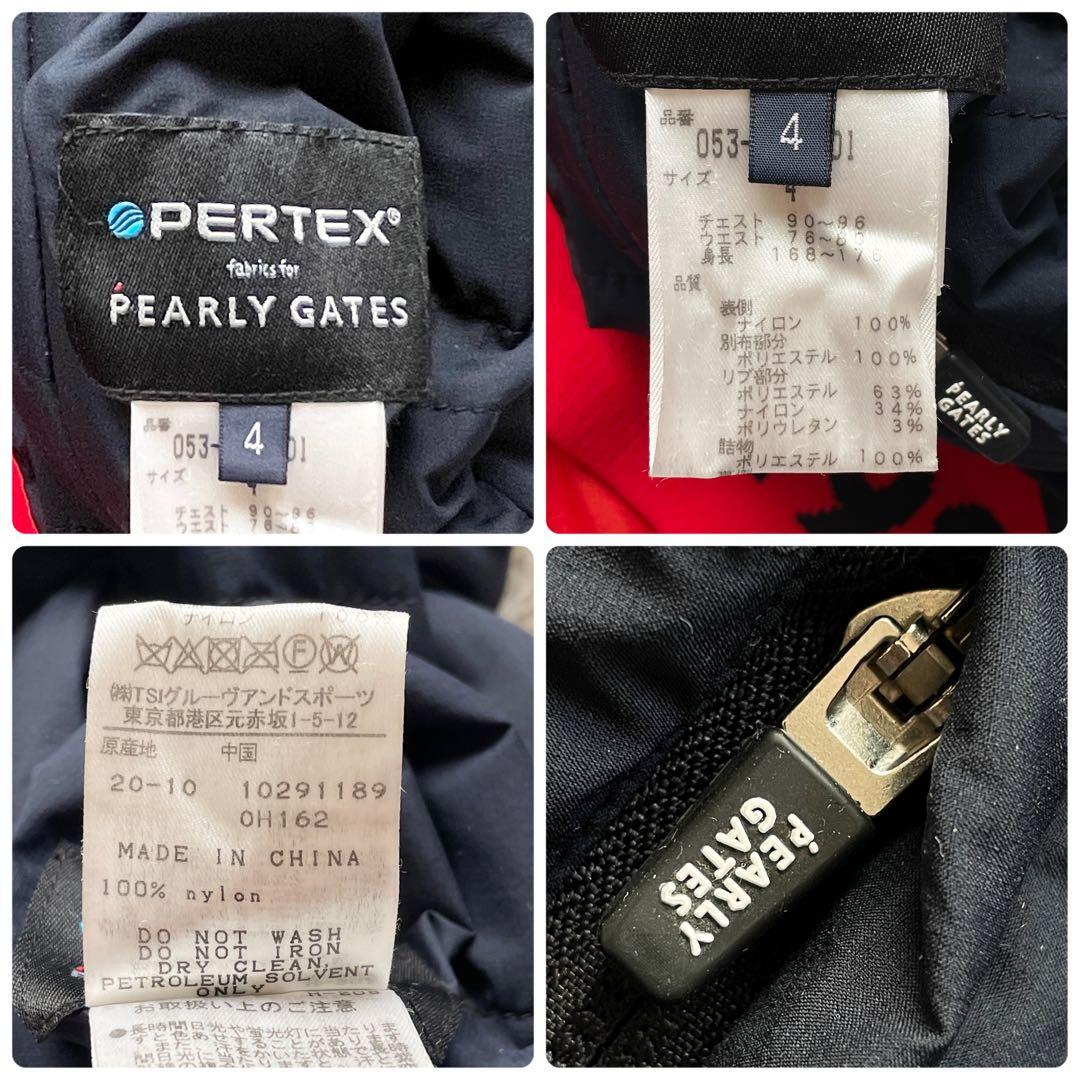 PERTEX®
fabrics for
PEARLY GATES
品番
4
053- 01
サイズ
チェスト 90~96
品番
4
053- 01
サイズ
4
チェスト 90~96
ウエスト 76~
身長 168~176
品質
表側
ナイロン 100%
別布部分
ポリエステル 100%
リブ部分
ポリエステル 63%
ナイロン 34%
ポリウレタン 3%
詰物
ポリエステル 100%
PEARLY
GATES
ナイロン 100%
㈱TSIグルーヴアンドスポーツ
東京都港区元赤坂1-5-12
原産地 中国
20-10 10291189
0H162
MADE IN CHINA
100% nylon
DO NOT WASH
DO NOT IRON
DRY CLEAN,
PETROLEUM SOLVENT
ONLY
お取扱い上のご注意
PEARLY
GATES